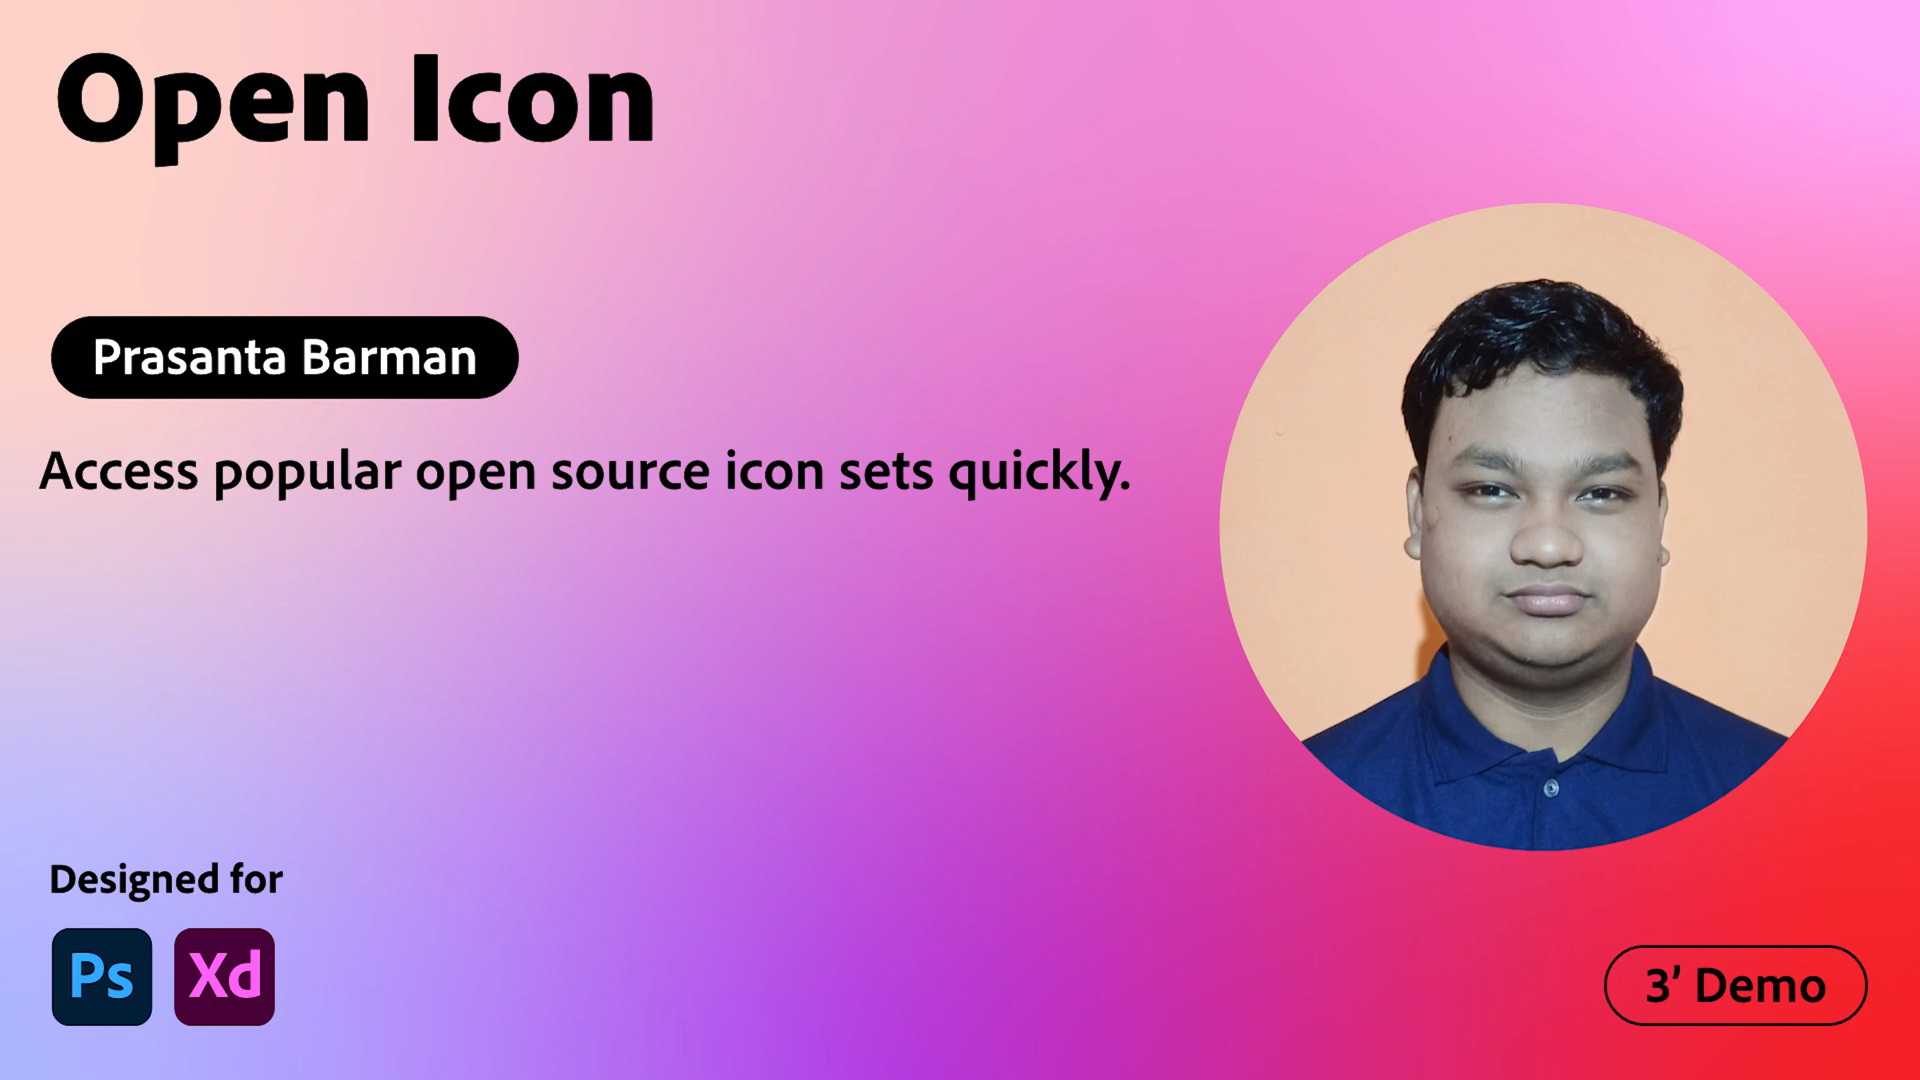 Open Icon
Prasanta Barman
Access popular open source icon sets quickly.
Designed for
Ps Xd
3’ Demo